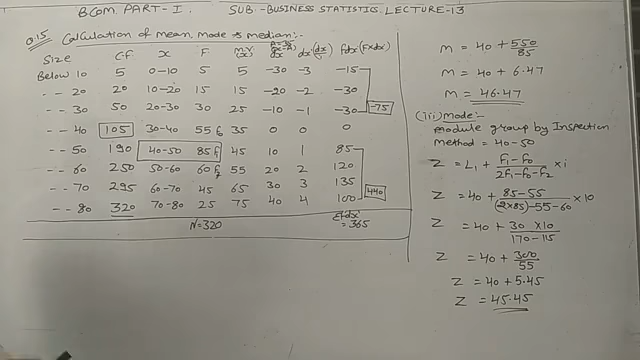 BCOM. PART-I. SUB.-BUSINESS STATISTICS. LECTURE-13
Q.15 Calculation of mean, mode & median:-
Size C.F x F M.V (x) A=35 (x-A) dx dx' (dx/i) fdx' (Fxdx')
Below 10 5 0-10 5 5 -30 -3 -15
-- 20 20 10-20 15 15 -20 -2 -30
-- 30 50 20-30 30 25 -10 -1 -30 -75
-- 40 105 30-40 55 f0 35 0 0 0
-- 50 190 40-50 85 f1 45 10 1 85
-- 60 250 50-60 60 f2 55 20 2 120
-- 70 295 60-70 45 65 30 3 135 440
-- 80 320 70-80 25 75 40 4 100
N=320 Σfdx' = 365
M = 40 + 550/85
M = 40 + 6.47
M = 46.47
(iii) mode:-
module group by Inspection
method = 40-50
Z = L1 + f1-f0/2f1-f0-f2 × i
Z = 40 + 85-55/(2×85)-55-60 ×10
Z = 40 + 30×10/170-115
Z = 40 + 300/55
Z = 40 + 5.45
Z = 45.45